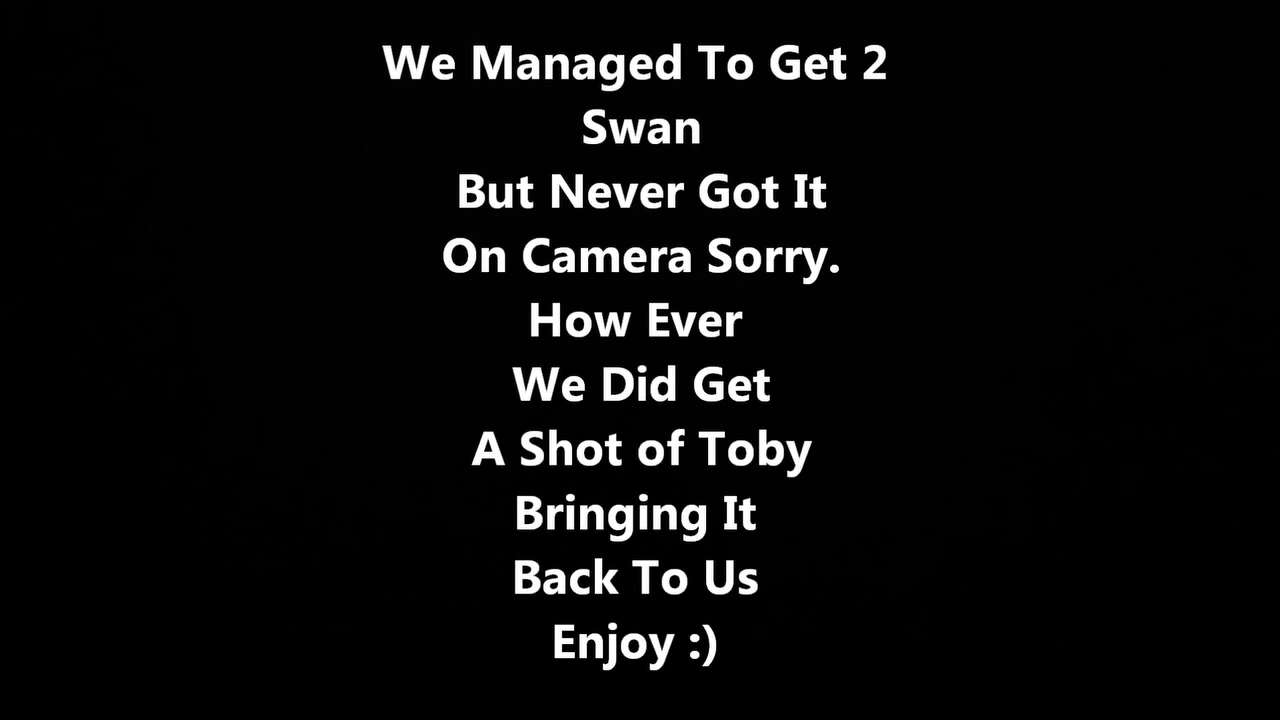 We Managed To Get 2
Swan
But Never Got It
On Camera Sorry.
How Ever
We Did Get
A Shot of Toby
Bringing It
Back To Us
Enjoy :)